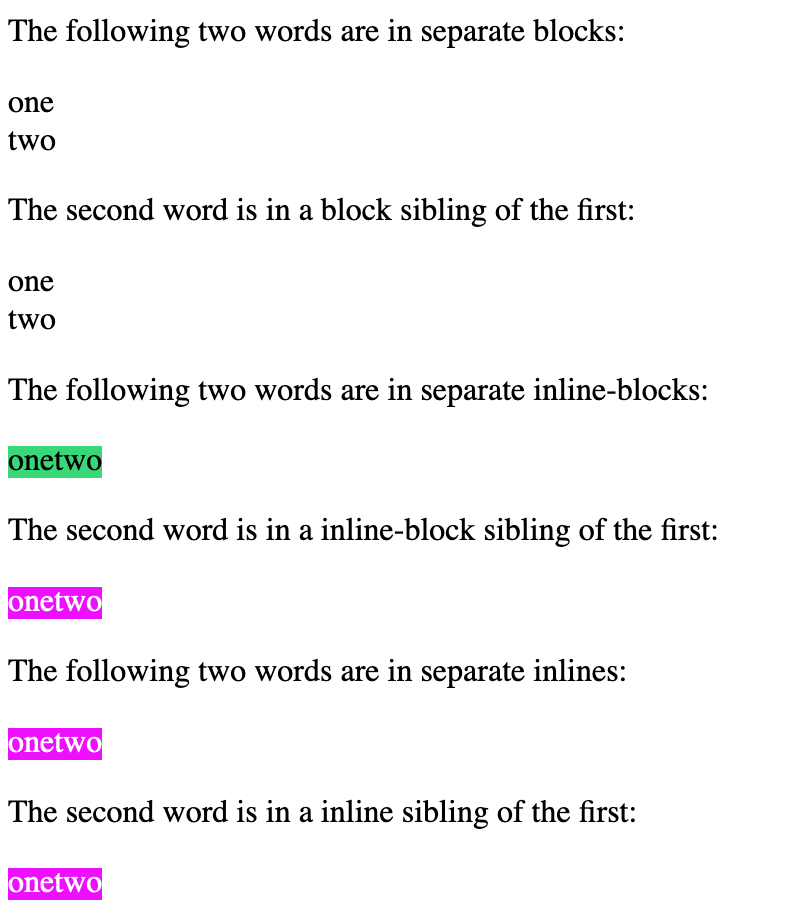 The following two words are in separate blocks:
one
two
The second word is in a block sibling of the first:
one
two
The following two words are in separate inline-blocks:
onetwo
The second word is in a inline-block sibling of the first:
onetwo
The following two words are in separate inlines:
onetwo
The second word is in a inline sibling of the first:
onetwo